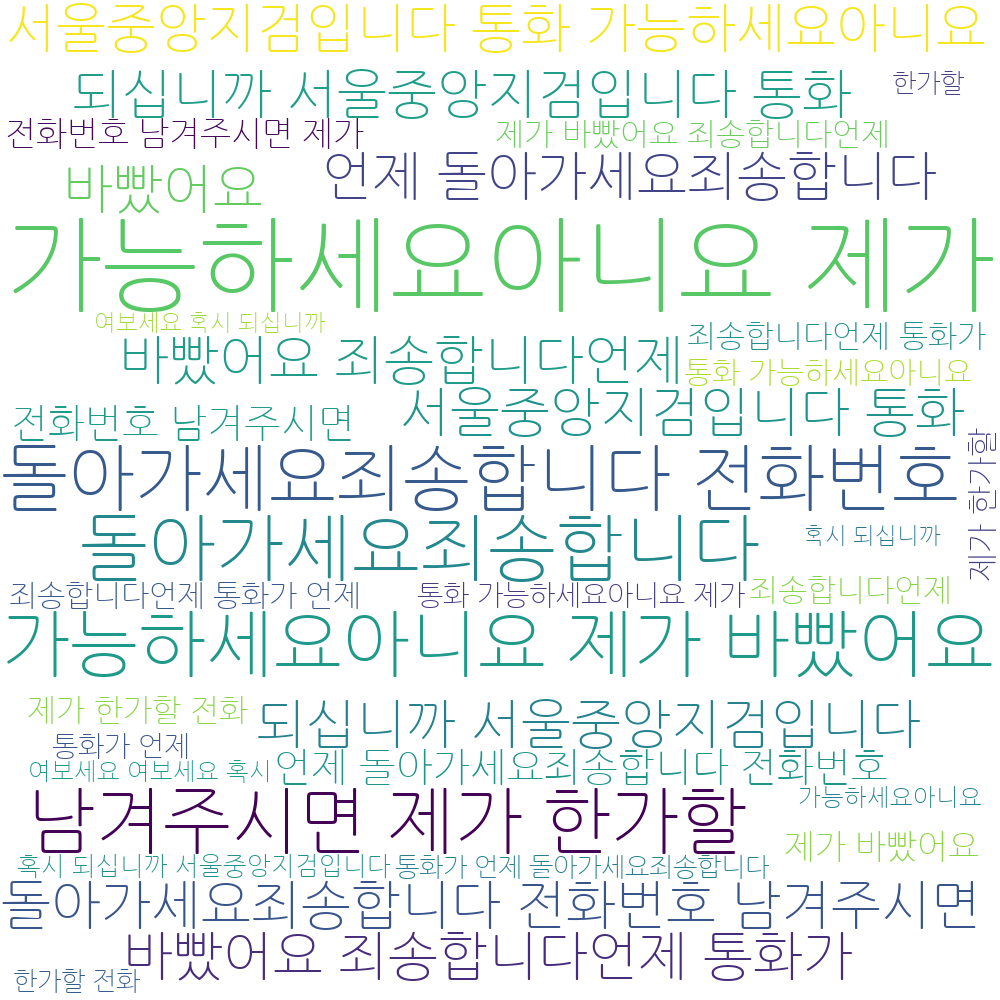 서울중앙지검입니다 통화 가능하세요아니요
되십니까 서울중앙지검입니다 통화
한가할
전화번호 남겨주시면 제가
제가 바빴어요 죄송합니다언제
바빴어요
언제 돌아가세요죄송합니다
가능하세요아니요 제가
여보세요 혹시 되십니까
바빴어요 죄송합니다언제
죄송합니다언제 통화가
통화 가능하세요아니요
전화번호 남겨주시면
서울중앙지검입니다 통화
돌아가세요죄송합니다 전화번호
제가 한가할
돌아가세요죄송합니다
혹시 되십니까
죄송합니다언제 통화가 언제
통화 가능하세요아니요 제가
죄송합니다언제
가능하세요아니요 제가 바빴어요
제가 한가할 전화
되십니까 서울중앙지검입니다
통화가 언제
여보세요 여보세요 혹시
언제 돌아가세요죄송합니다 전화번호
남겨주시면 제가 한가할
가능하세요아니요
제가 바빴어요
혹시 되십니까 서울중앙지검입니다
통화가 언제 돌아가세요죄송합니다
돌아가세요죄송합니다 전화번호 남겨주시면
바빴어요 죄송합니다언제 통화가
한가할 전화